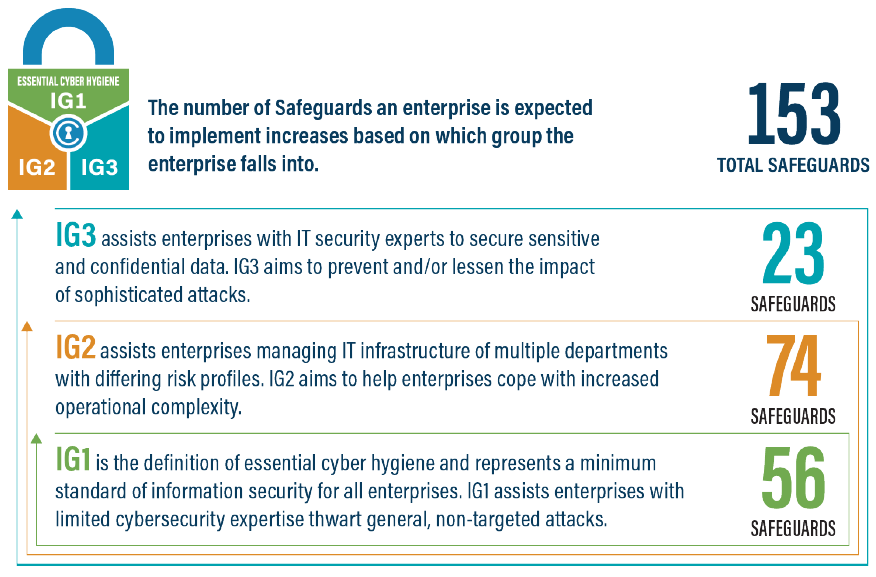 ESSENTIAL CYBER HYGIENE
IG1
IG2
IG3
The number of Safeguards an enterprise is expected
to implement increases based on which group the
enterprise falls into.
153
TOTAL SAFEGUARDS
IG3 assists enterprises with IT security experts to secure sensitive
and confidential data. IG3 aims to prevent and/or lessen the impact
of sophisticated attacks.
23
SAFEGUARDS
IG2 assists enterprises managing IT infrastructure of multiple departments
with differing risk profiles. IG2 aims to help enterprises cope with increased
operational complexity.
74
SAFEGUARDS
IG1 is the definition of essential cyber hygiene and represents a minimum
standard of information security for all enterprises. IG1 assists enterprises with
limited cybersecurity expertise thwart general, non-targeted attacks.
56
SAFEGUARDS